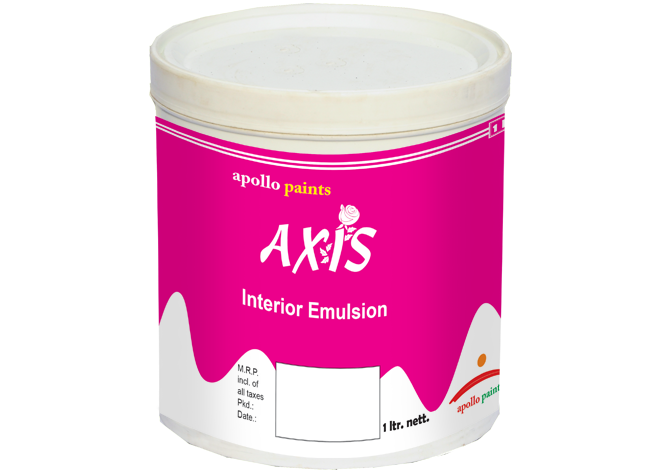 1
apollo paints
AXIS
Interior Emulsion
M.R.P.
incl. of
all taxes
Pkd.:
Date.:
1 ltr. nett.
apollo paint